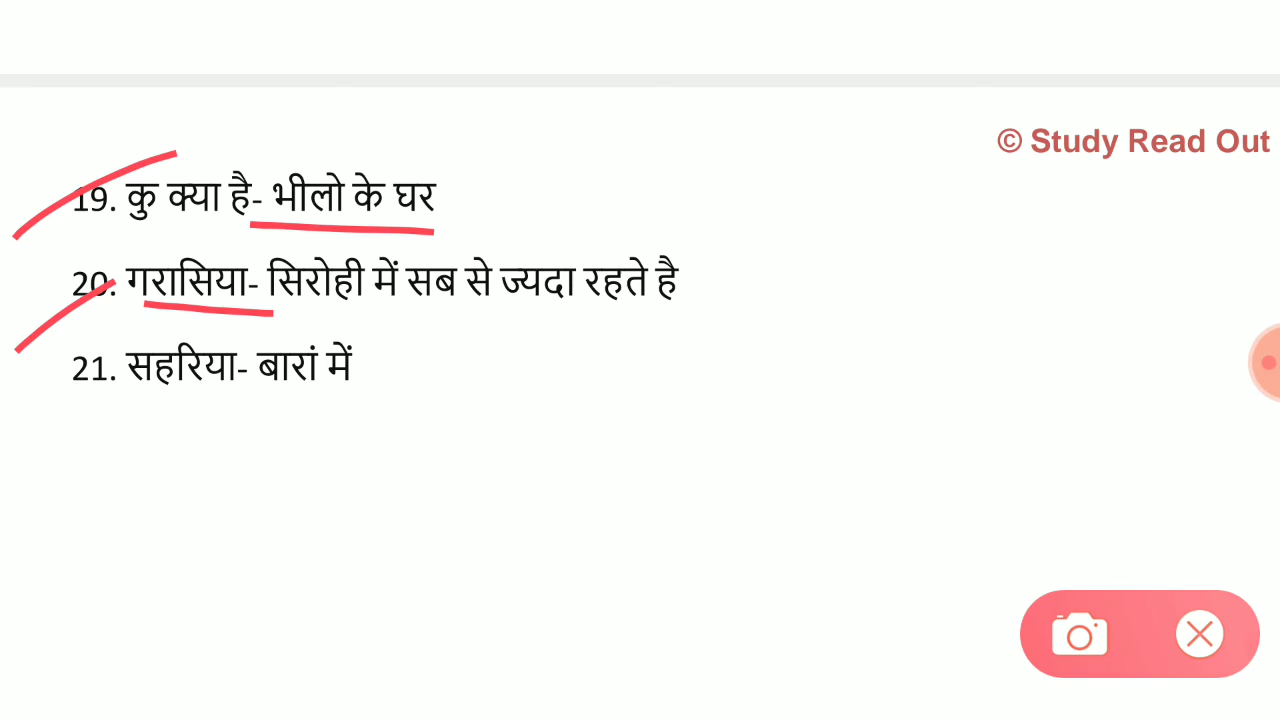 © Study Read Out
19. कु क्या है- भीलो के घर
20. गरासिया- सिरोही में सब से ज्यदा रहते है
21. सहरिया- बारां में